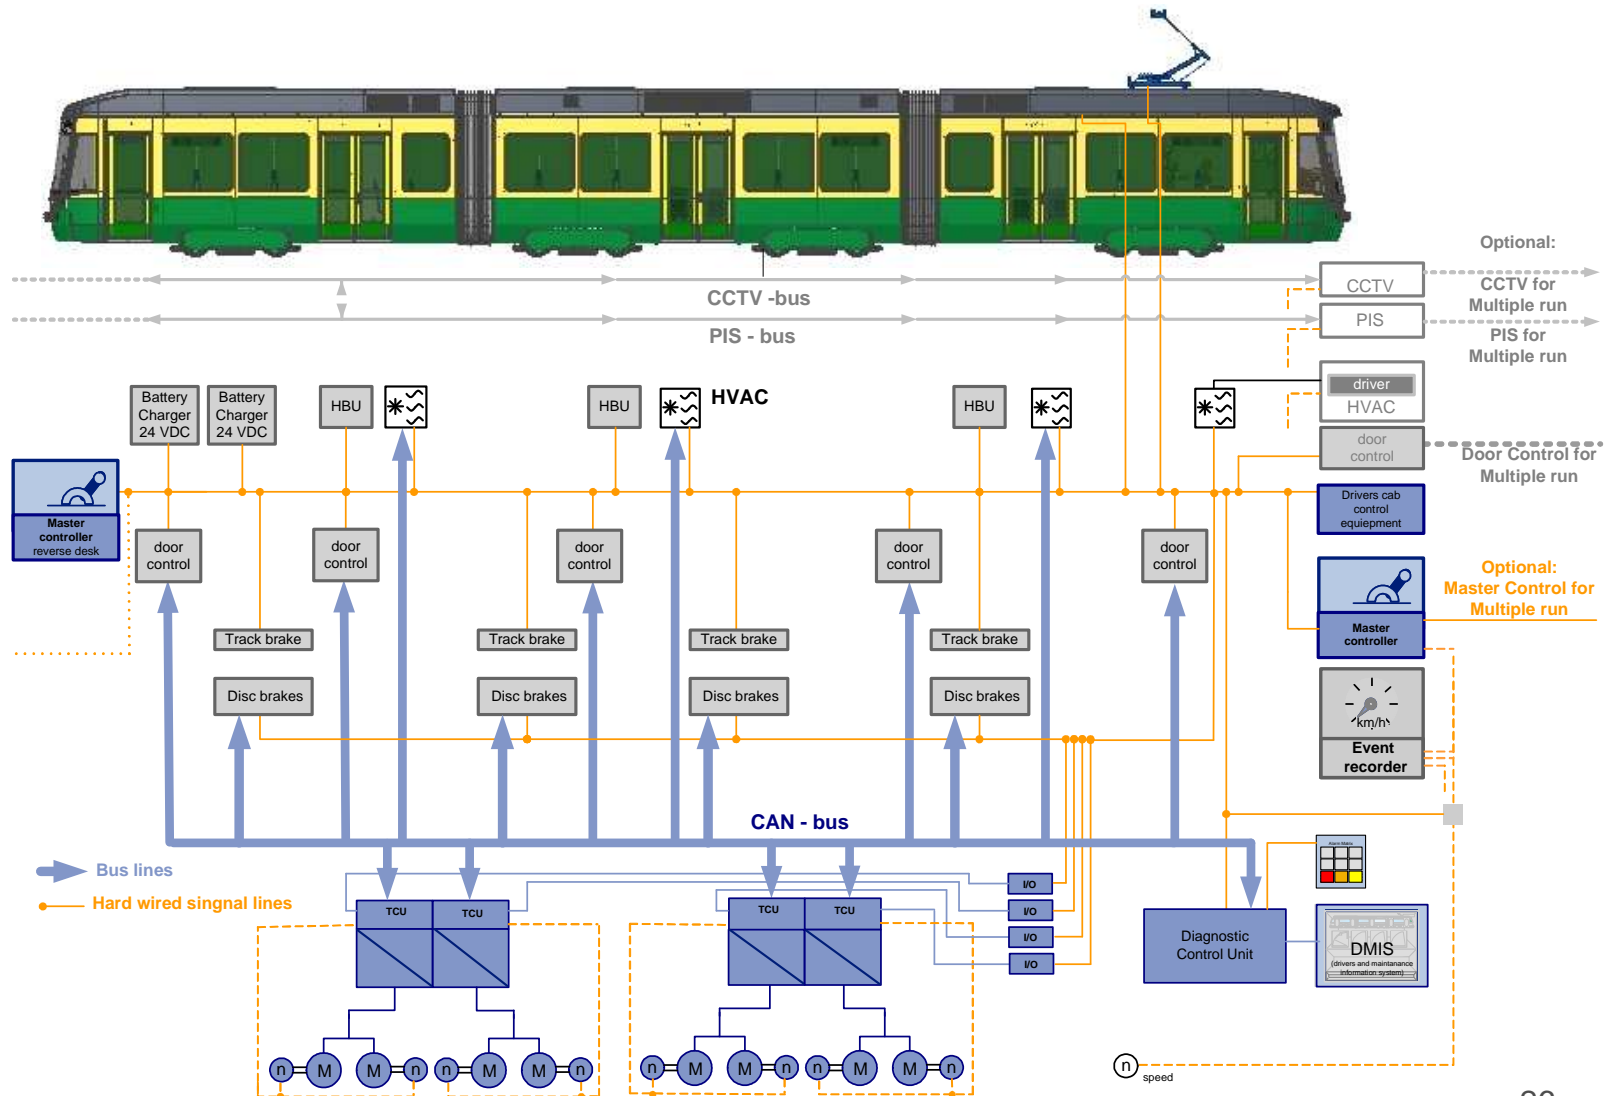 Optional:
CCTV
CCTV for
Multiple run
CCTV -bus
PIS
PIS for
Multiple run
PIS - bus
Battery
Charger
24 VDC
Battery
Charger
24 VDC
HBU
HBU
HVAC
HBU
driver
HVAC
door
control
Door Control for
Multiple run
Master
controller
reverse desk
Drivers cab
control
equiepment
door
control
door
control
door
control
door
control
door
control
Optional:
Master Control for
Multiple run
Master
controller
Track brake
Track brake
Track brake
Track brake
Disc brakes
Disc brakes
Disc brakes
Disc brakes
km/h
Event
recorder
CAN - bus
Bus lines
Hard wired singnal lines
Alarm Matrix
I/O
I/O
I/O
I/O
TCU
TCU
TCU
TCU
Diagnostic
Control Unit
DMIS
(drivers and maintanance
information system)
n
M
M
n
n
M
M
n
n
M
M
n
n
M
M
n
n
speed